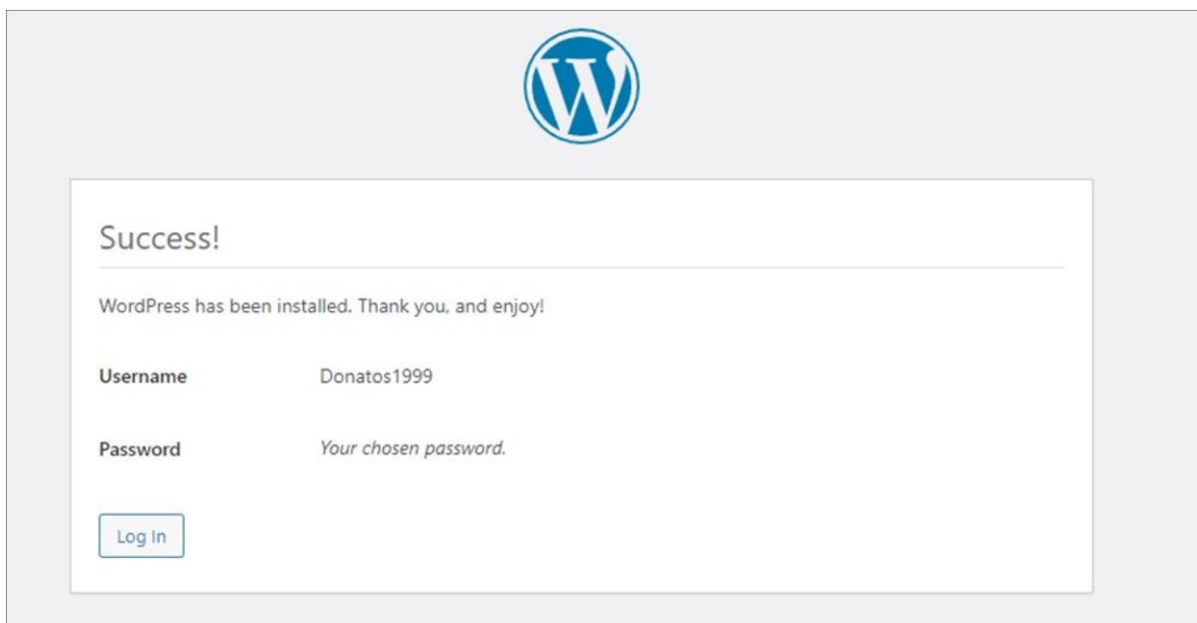 Success!
WordPress has been installed. Thank you, and enjoy!
Username Donatos1999
Password Your chosen password.
Log In